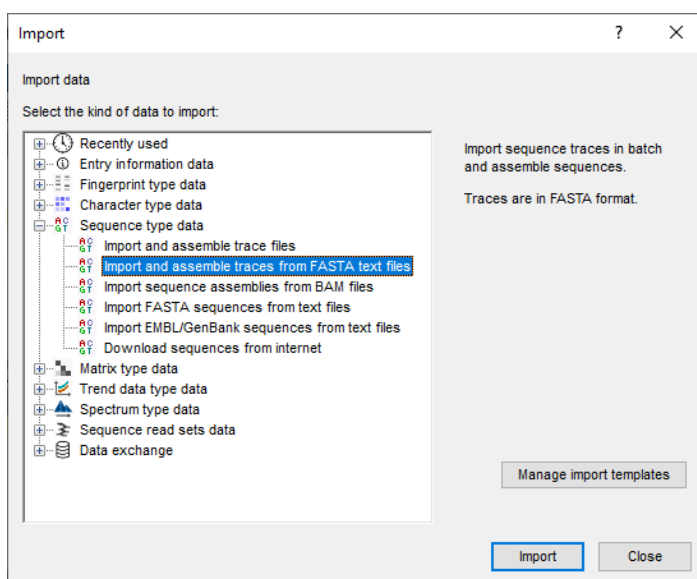 Import
?
Import data
Select the kind of data to import:
Recently used
Entry information data
Fingerprint type data
Character type data
Sequence type data
Import and assemble trace files
Import and assemble traces from FASTA text files
Import sequence assemblies from BAM files
Import FASTA sequences from text files
Import EMBL/GenBank sequences from text files
Download sequences from internet
Matrix type data
Trend data type data
Spectrum type data
Sequence read sets data
Data exchange
Import sequence traces in batch
and assemble sequences.
Traces are in FASTA format.
Manage import templates
Import
Close